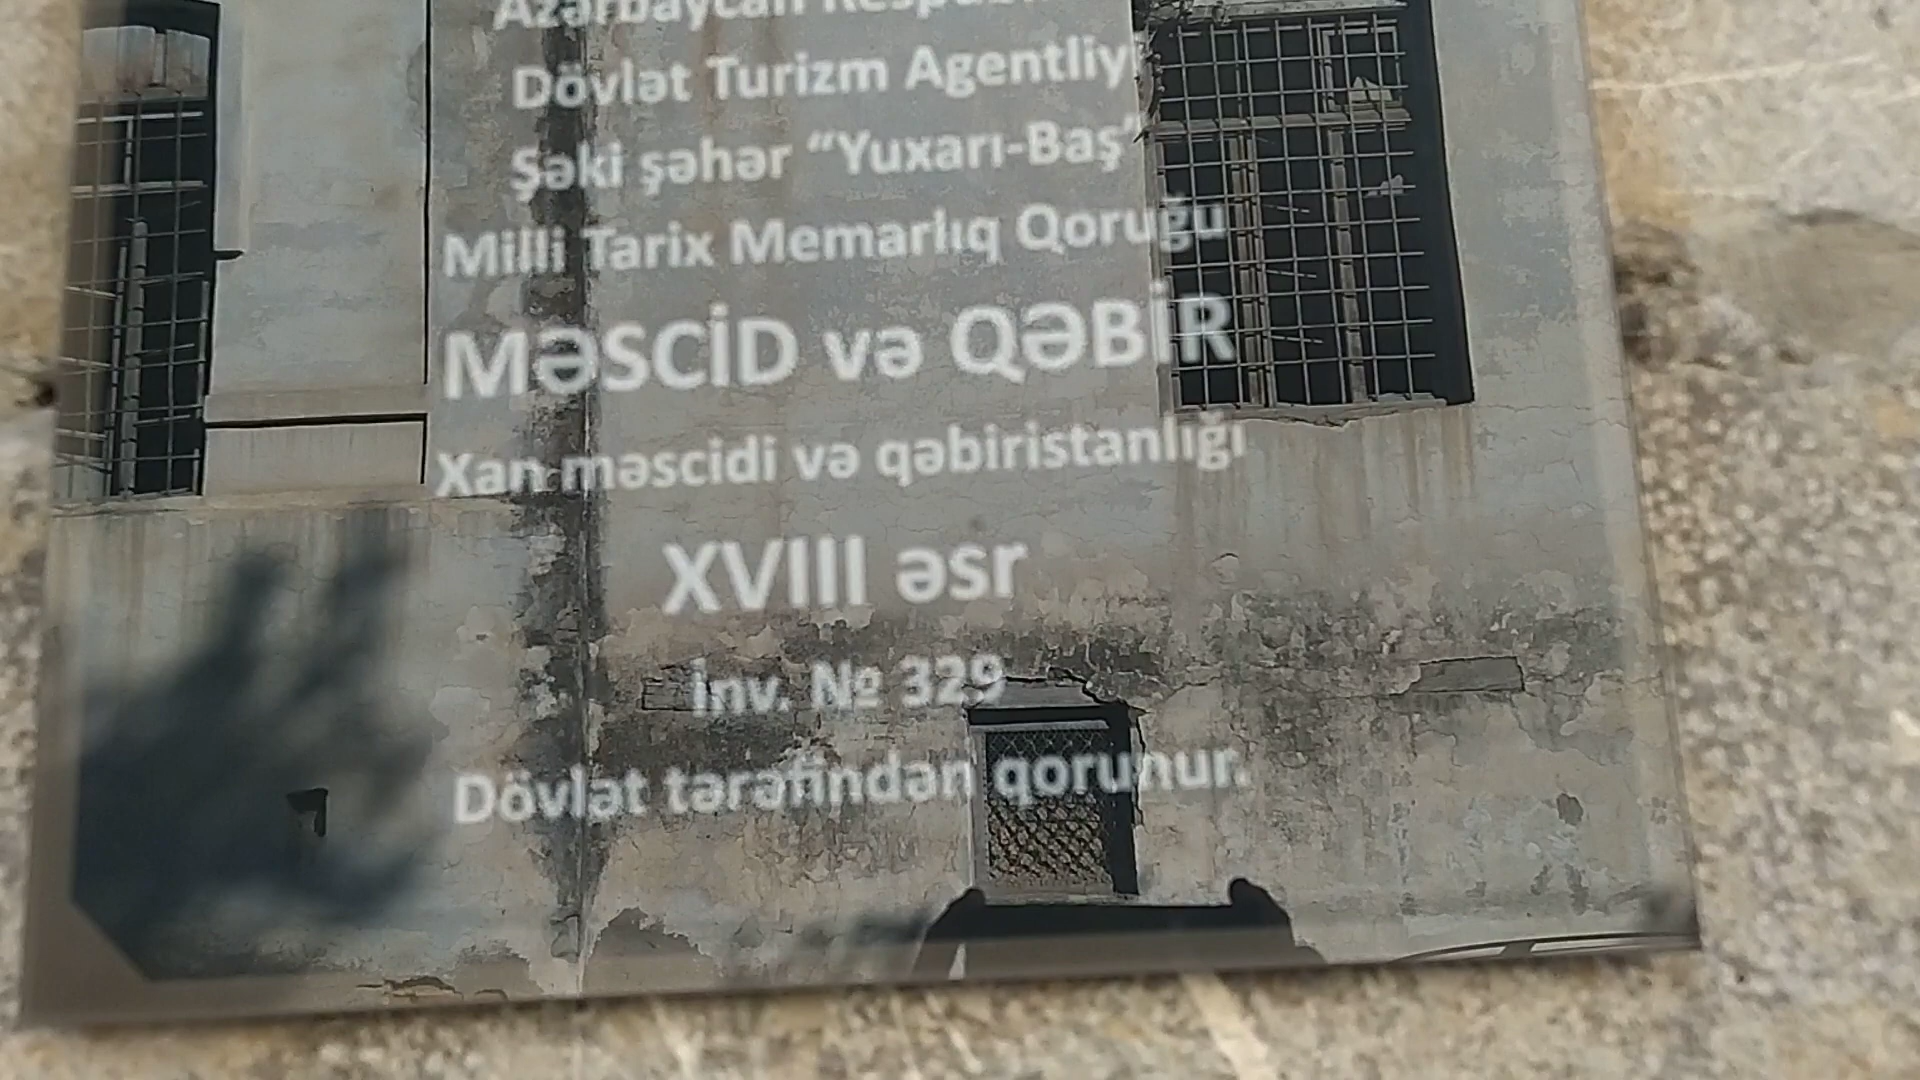 Azərbaycan
Dövlət Turizm Agentliyi
Şəki şəhər “Yuxarı-Baş”
Milli Tarix Memarlıq Qoruğu
MƏSCİD və QƏBİR
Xan məscidi və qəbiristanlığı
XVIII əsr
İnv. № 329
Dövlət tərəfindən qorunur.